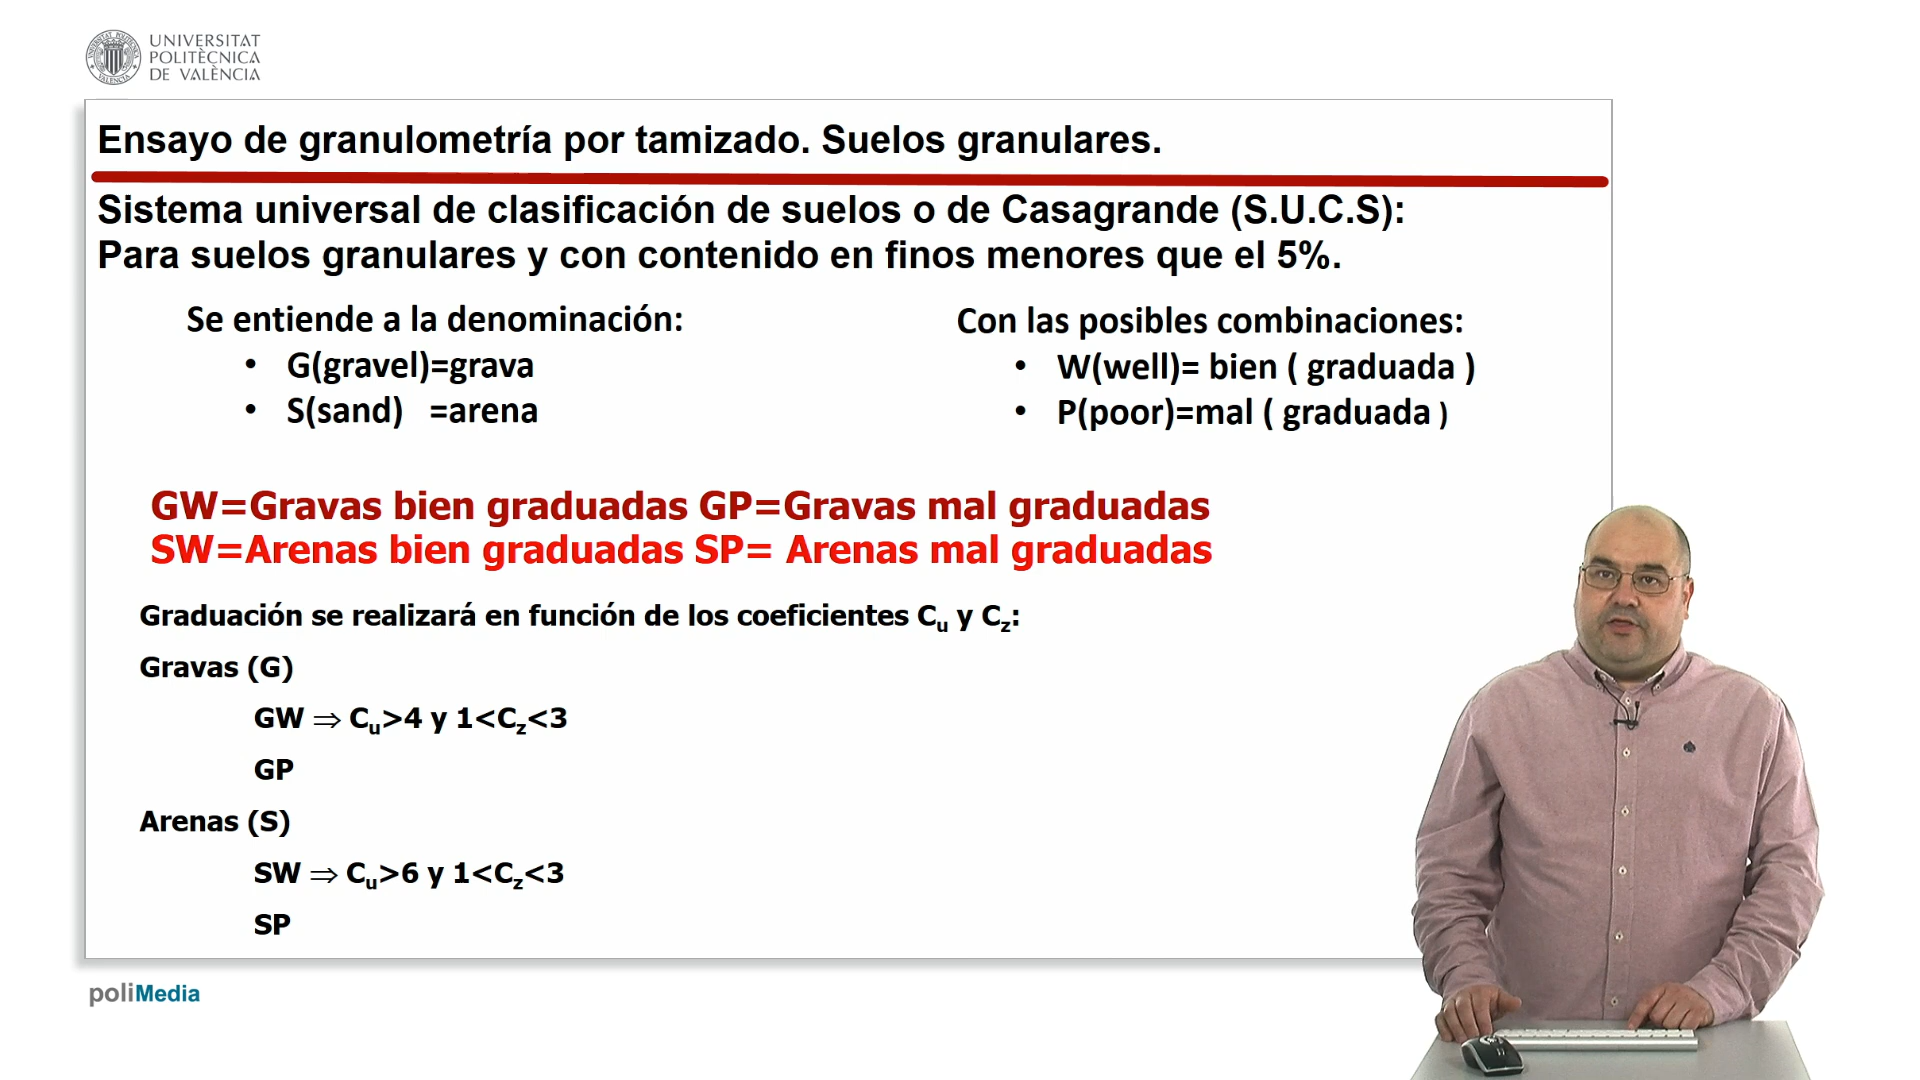 UNIVERSITAT
POLITÈCNICA
DE VALÈNCIA
Ensayo de granulometría por tamizado. Suelos granulares.
Sistema universal de clasificación de suelos o de Casagrande (S.U.C.S):
Para suelos granulares y con contenido en finos menores que el 5%.
Se entiende a la denominación:
• G(gravel)=grava
• S(sand) =arena
Con las posibles combinaciones:
• W(well)= bien ( graduada )
• P(poor)=mal ( graduada )
GW=Gravas bien graduadas GP=Gravas mal graduadas
SW=Arenas bien graduadas SP= Arenas mal graduadas
Graduación se realizará en función de los coeficientes Cu y Cz:
Gravas (G)
GW ⇒ Cu>4 y 1<Cz<3
GP
Arenas (S)
SW ⇒ Cu>6 y 1<Cz<3
SP
poliMedia